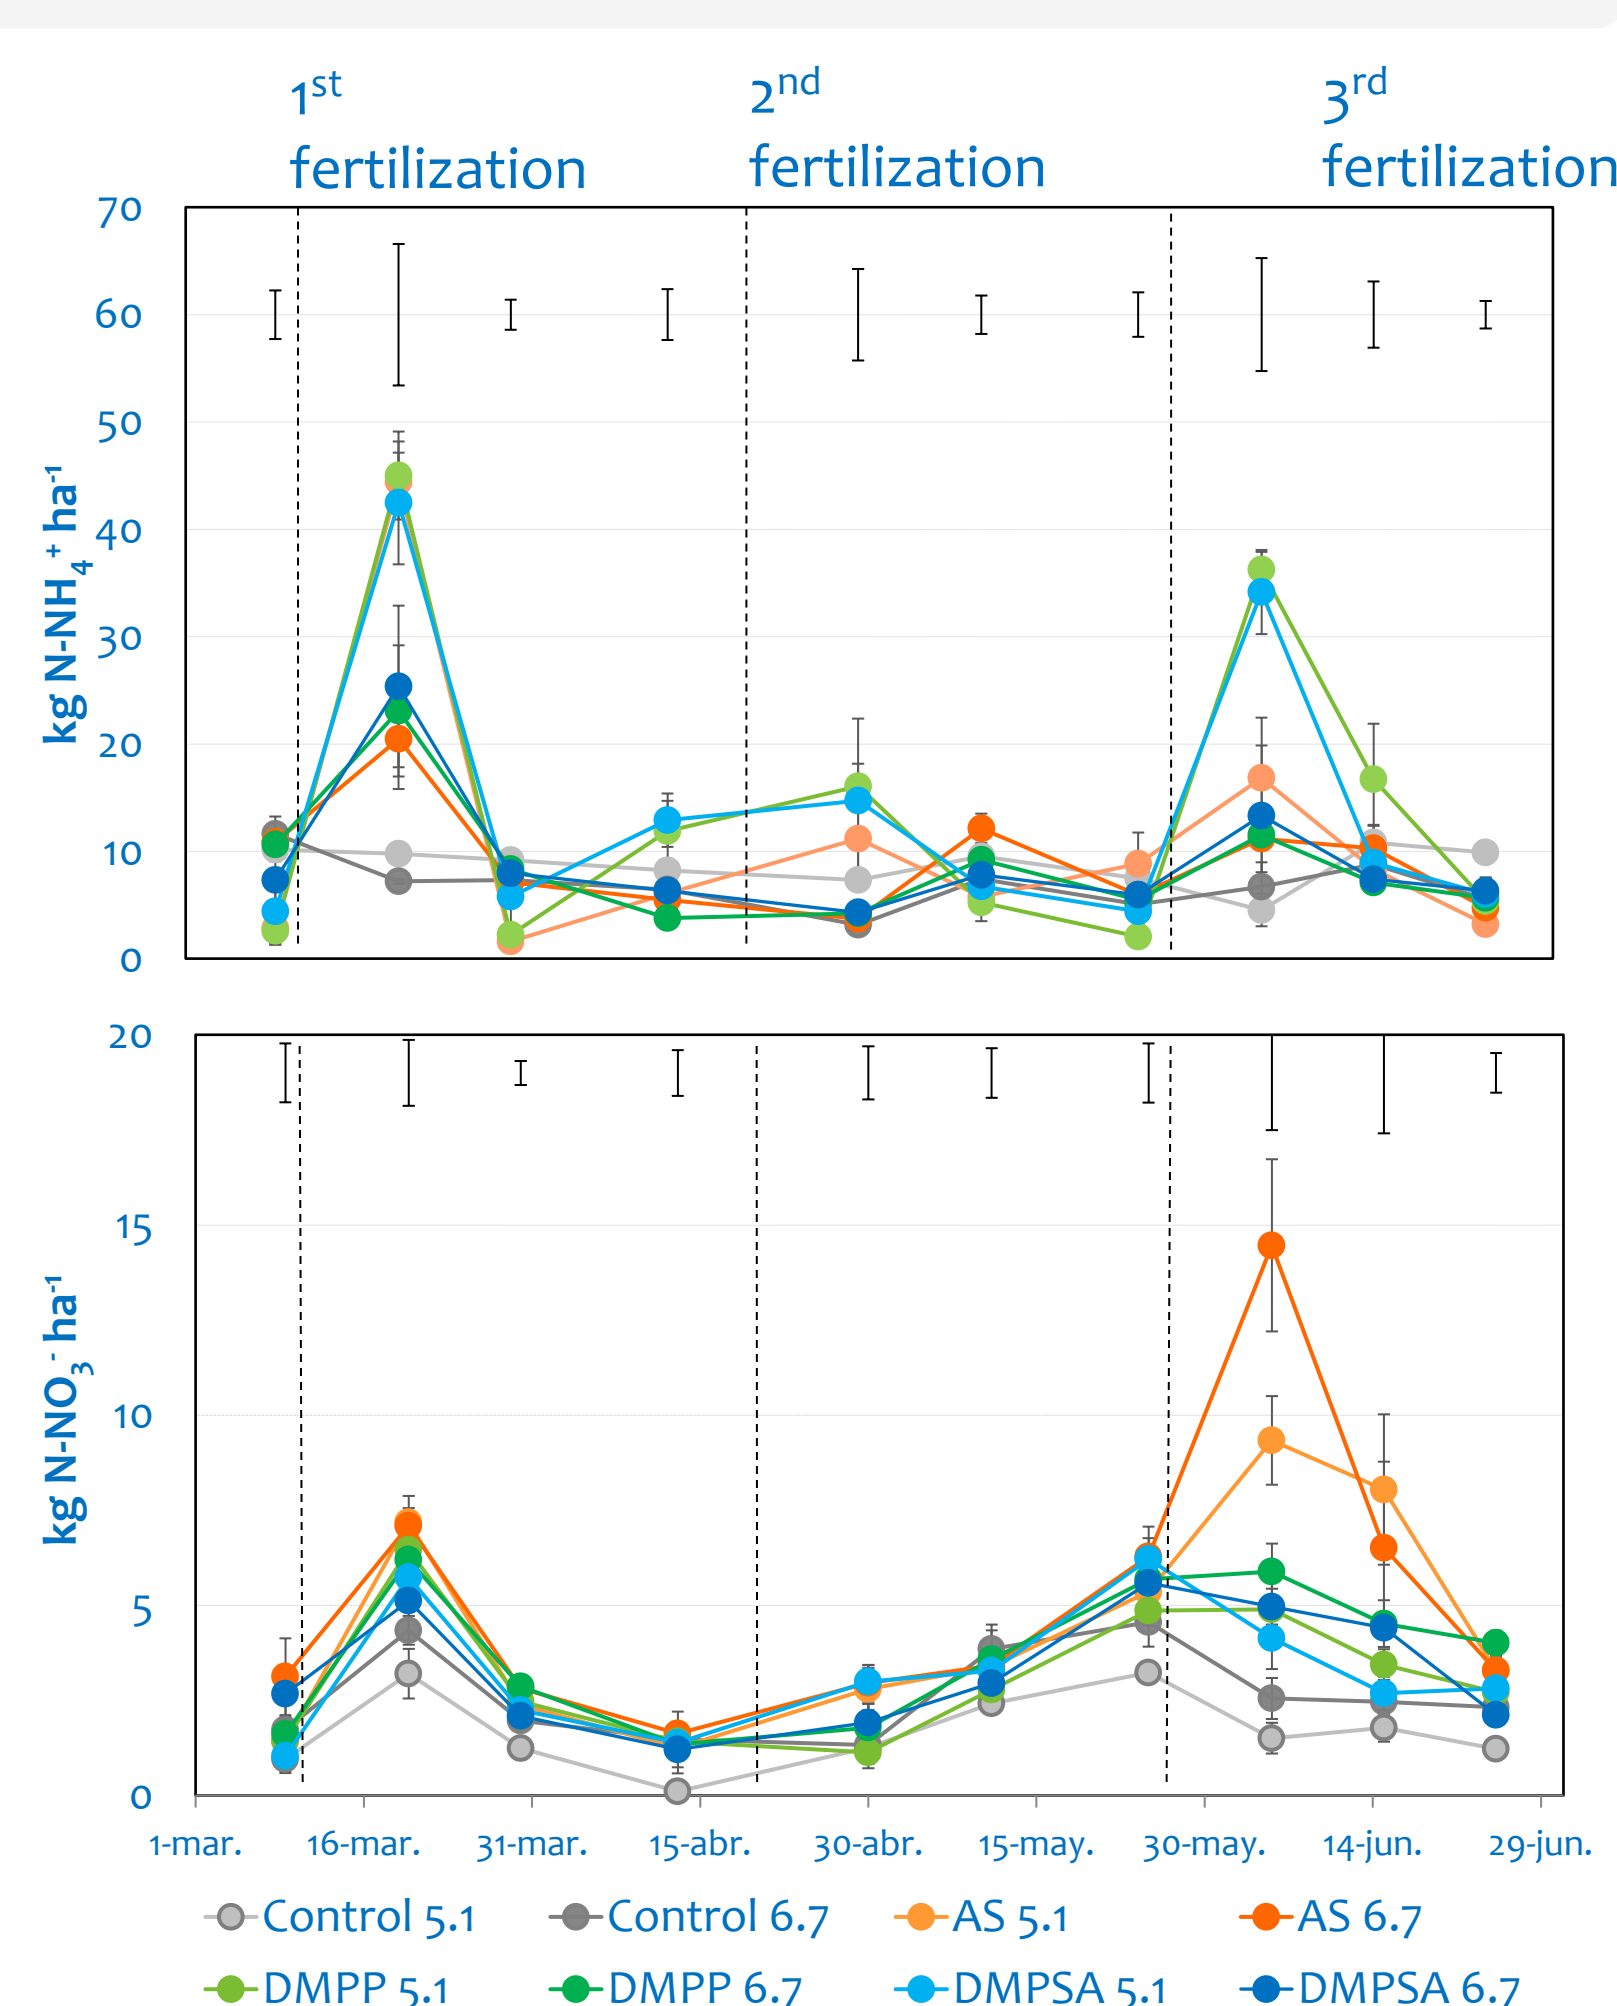 1st 2nd 3rd
fertilization fertilization fertilization
70
60
50
40
30
20
10
0
kg N-NH4+ ha-1
20
15
10
5
0
kg N-NO3- ha-1
1-mar. 16-mar. 31-mar. 15-abr. 30-abr. 15-may. 30-may. 14-jun. 29-jun.
Control 5.1 Control 6.7 AS 5.1 AS 6.7
DMPP 5.1 DMPP 6.7 DMPSA 5.1 DMPSA 6.7